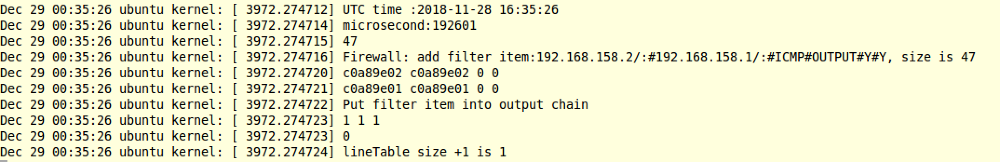 Dec 29 00:35:26 ubuntu kernel: [ 3972.274712] UTC time :2018-11-28 16:35:26
Dec 29 00:35:26 ubuntu kernel: [ 3972.274714] microsecond:192601
Dec 29 00:35:26 ubuntu kernel: [ 3972.274715] 47
Dec 29 00:35:26 ubuntu kernel: [ 3972.274716] Firewall: add filter item:192.168.158.2/:#192.168.158.1/:#ICMP#OUTPUT#Y#Y, size is 47
Dec 29 00:35:26 ubuntu kernel: [ 3972.274720] c0a89e02 c0a89e02 0 0
Dec 29 00:35:26 ubuntu kernel: [ 3972.274721] c0a89e01 c0a89e01 0 0
Dec 29 00:35:26 ubuntu kernel: [ 3972.274722] Put filter item into output chain
Dec 29 00:35:26 ubuntu kernel: [ 3972.274723] 1 1 1
Dec 29 00:35:26 ubuntu kernel: [ 3972.274723] 0
Dec 29 00:35:26 ubuntu kernel: [ 3972.274724] lineTable size +1 is 1